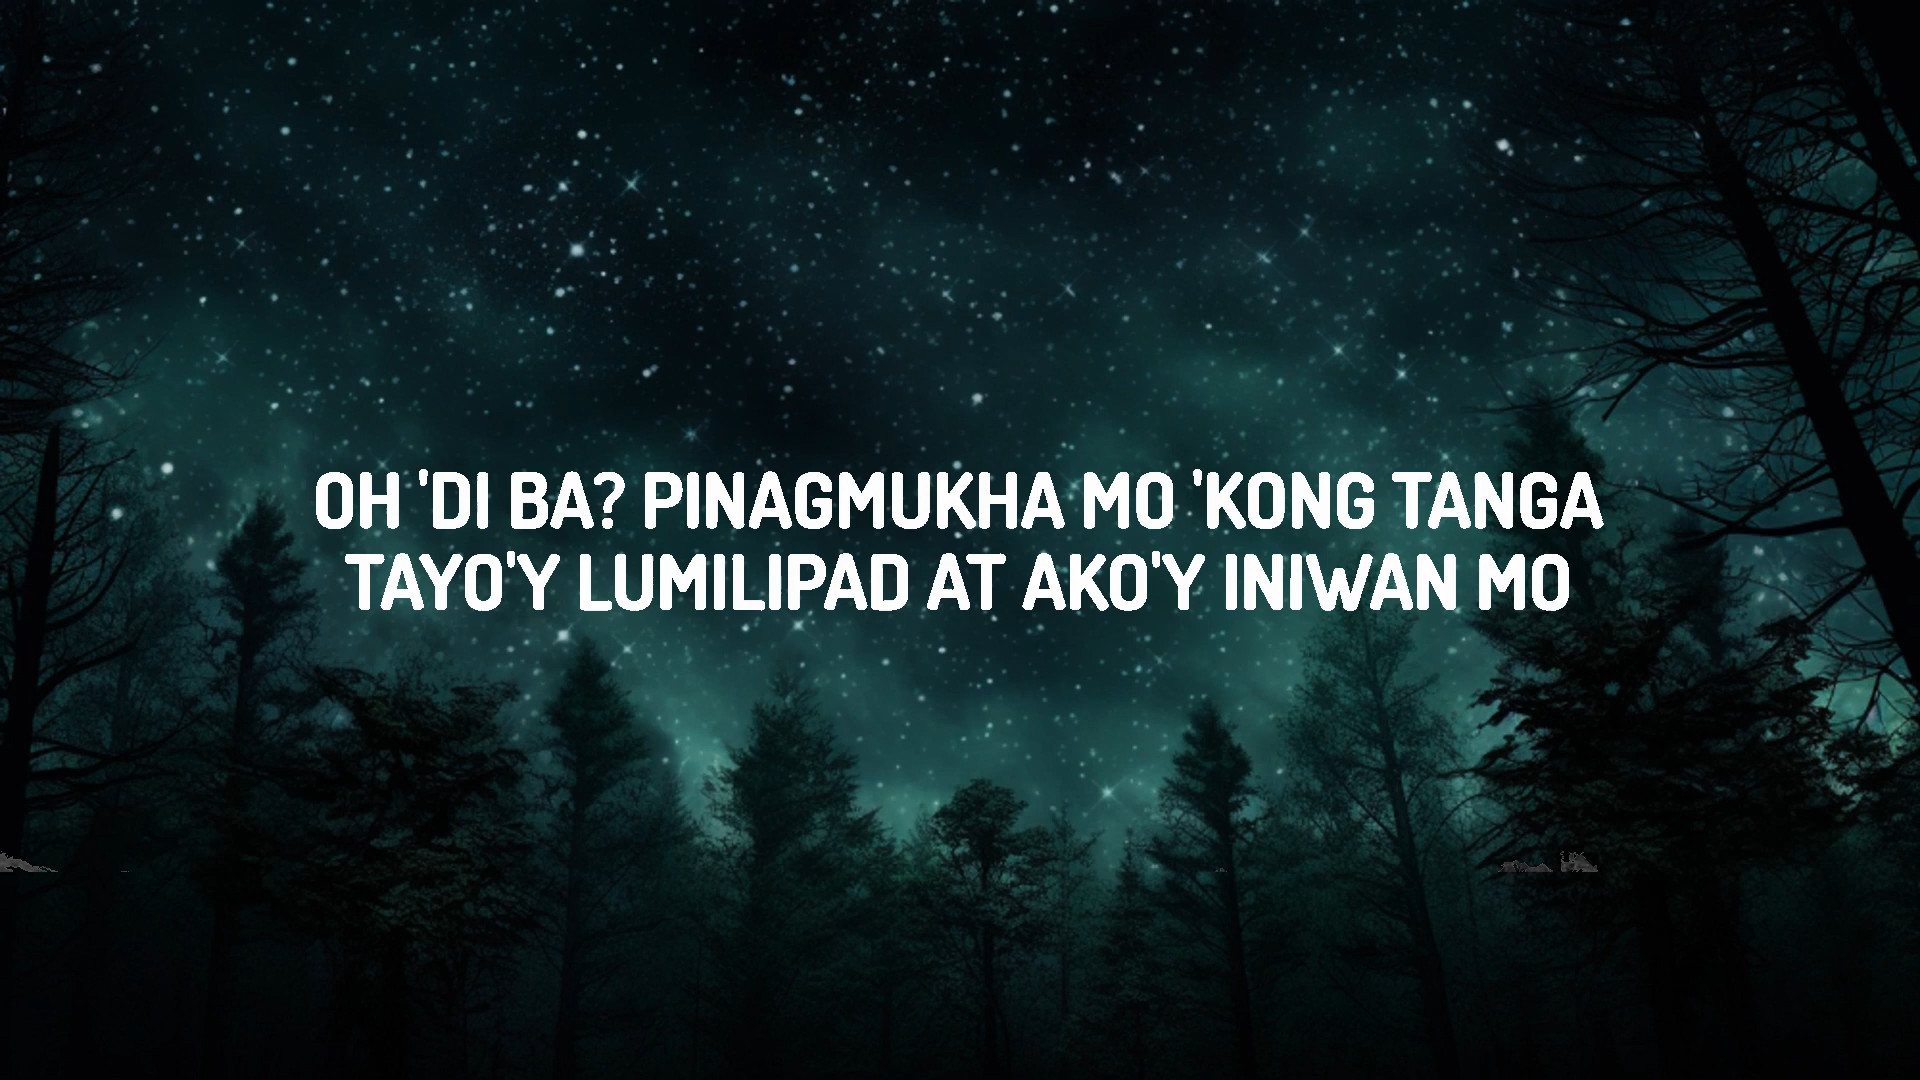 OH 'DI BA? PINAGMUKHA MO 'KONG TANGA
TAYO'Y LUMILIPAD AT AKO'Y INIWAN MO